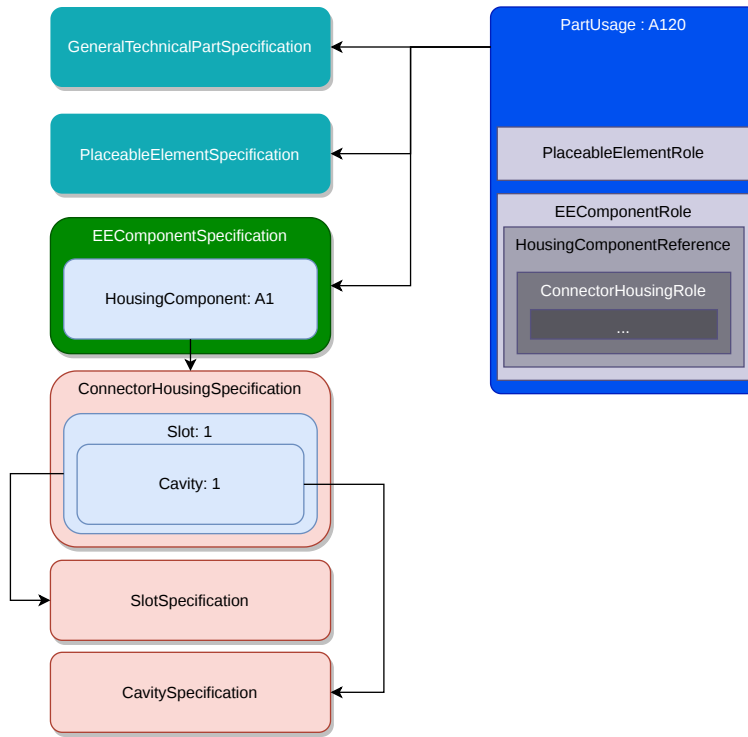 GeneralTechnicalPartSpecification
PlaceableElementSpecification
EEComponentSpecification
HousingComponent: A1
ConnectorHousingSpecification
Slot: 1
Cavity: 1
SlotSpecification
CavitySpecification
PartUsage : A120
PlaceableElementRole
EEComponentRole
HousingComponentReference
ConnectorHousingRole
...